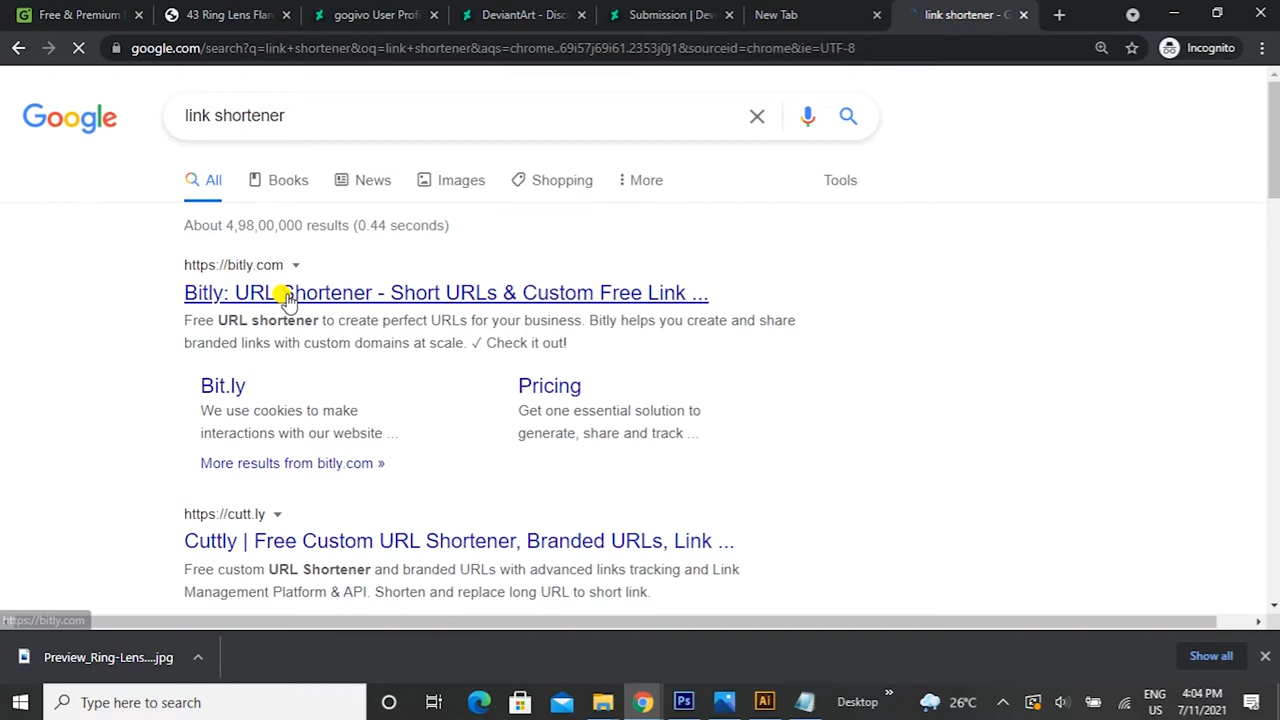 Free & Premium
43 Ring Lens Flar
gogivo User Profi
DeviantArt - Disc
Submission | Dev
New Tab
link shortener - G
google.com/search?q=link+shortener&oq=link+shortener&aqs=chrome..69i57j69i61.2353j0j1&sourceid=chrome&ie=UTF-8
Incognito
Google
link shortener
All
Books
News
Images
Shopping
More
Tools
About 4,98,00,000 results (0.44 seconds)
https://bitly.com
Bitly: URL Shortener - Short URLs & Custom Free Link ...
Free URL shortener to create perfect URLs for your business. Bitly helps you create and share
branded links with custom domains at scale. ✓ Check it out!
Bit.ly
Pricing
We use cookies to make
interactions with our website ...
Get one essential solution to
generate, share and track ...
More results from bitly.com »
https://cutt.ly
Cuttly | Free Custom URL Shortener, Branded URLs, Link ...
Free custom URL Shortener and branded URLs with advanced links tracking and Link
Management Platform & API. Shorten and replace long URL to short link.
https://bitly.com
Preview_Ring-Lens....jpg
Show all
Type here to search
Ps
Ai
Desktop
»
26°C
ENG
US
4:04 PM
7/11/2021